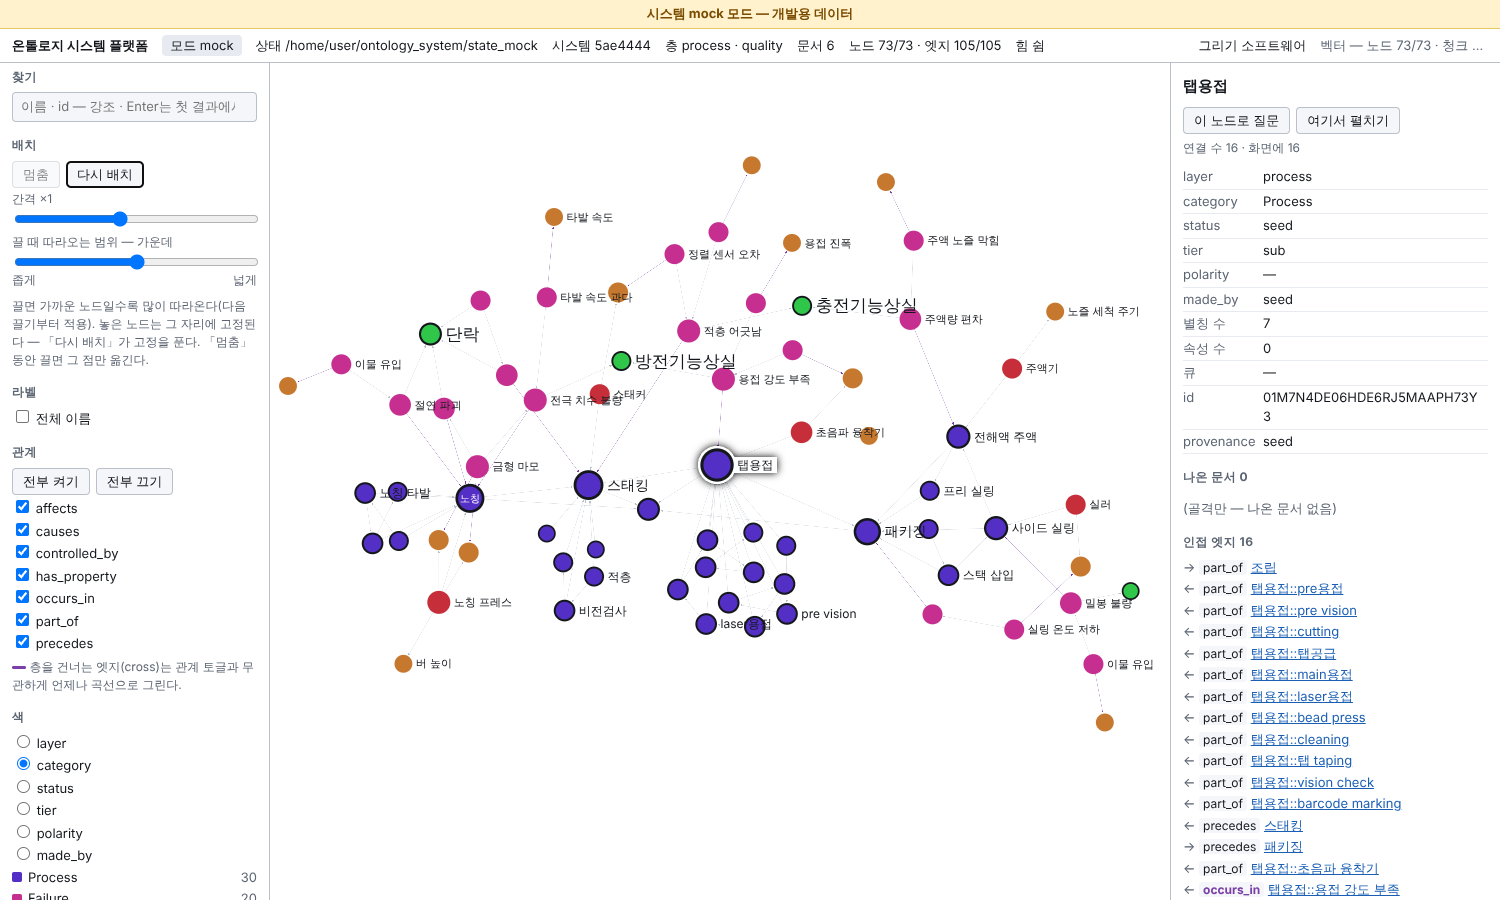 시스템 mock 모드 — 개발용 데이터
온톨로지 시스템 플랫폼 모드 mock 상태 /home/user/ontology_system/state_mock 시스템 5ae4444 층 process · quality 문서 6 노드 73/73 · 엣지 105/105 힘 쉼 그리기 소프트웨어 벡터 — 노드 73/73 · 청크 ...
찾기
이름 · id — 강조 · Enter는 첫 결과에
배치
멈춤 다시 배치
간격 ×1
끌 때 따라오는 범위 — 가운데
좁게 넓게
끌면 가까운 노드일수록 많이 따라온다(다음
끌기부터 적용). 놓은 노드는 그 자리에 고정된
다 — 「다시 배치」가 고정을 푼다. 「멈춤」
동안 끌면 그 점만 옮긴다.
라벨
전체 이름
관계
전부 켜기 전부 끄기
affects
causes
controlled_by
has_property
occurs_in
part_of
precedes
층을 건너는 엣지(cross)는 관계 토글과 무
관하게 언제나 곡선으로 그린다.
색
layer
category
status
tier
polarity
made_by
Process 30
Failure 20
타발 속도
정렬 센서 오차
용접 진폭
주액 노즐 막힘
타발 속도 과다
충전기능상실
주액량 편차
노즐 세척 주기
단락
적층 어긋남
방전기능상실
이물 유입
주액기
용접 강도 부족
스태커
전극 치수 불량
절연 파괴
초음파 융착기
전해액 주액
금형 마모
탭용접
스태킹
노칭 타발
노칭
프리 실링
실러
패키징
사이드 실링
적층
스택 삽입
노칭 프레스
비전검사
pre vision
laser용접
밀봉 불량
실링 온도 저하
버 높이
이물 유입
탭용접
이 노드로 질문 여기서 펼치기
연결 수 16 · 화면에 16
layer process
category Process
status seed
tier sub
polarity —
made_by seed
별칭 수 7
속성 수 0
큐 —
id 01M7N4DE06HDE6RJ5MAAPH73Y
3
provenance seed
나온 문서 0
(골격만 — 나온 문서 없음)
인접 엣지 16
→ part_of 조립
← part_of 탭용접::pre용접
← part_of 탭용접::pre vision
← part_of 탭용접::cutting
← part_of 탭용접::탭공급
← part_of 탭용접::main용접
← part_of 탭용접::laser용접
← part_of 탭용접::bead press
← part_of 탭용접::cleaning
← part_of 탭용접::탭 taping
← part_of 탭용접::vision check
← part_of 탭용접::barcode marking
← precedes 스태킹
→ precedes 패키징
← part_of 탭용접::초음파 융착기
← occurs_in 탭용접::용접 강도 부족